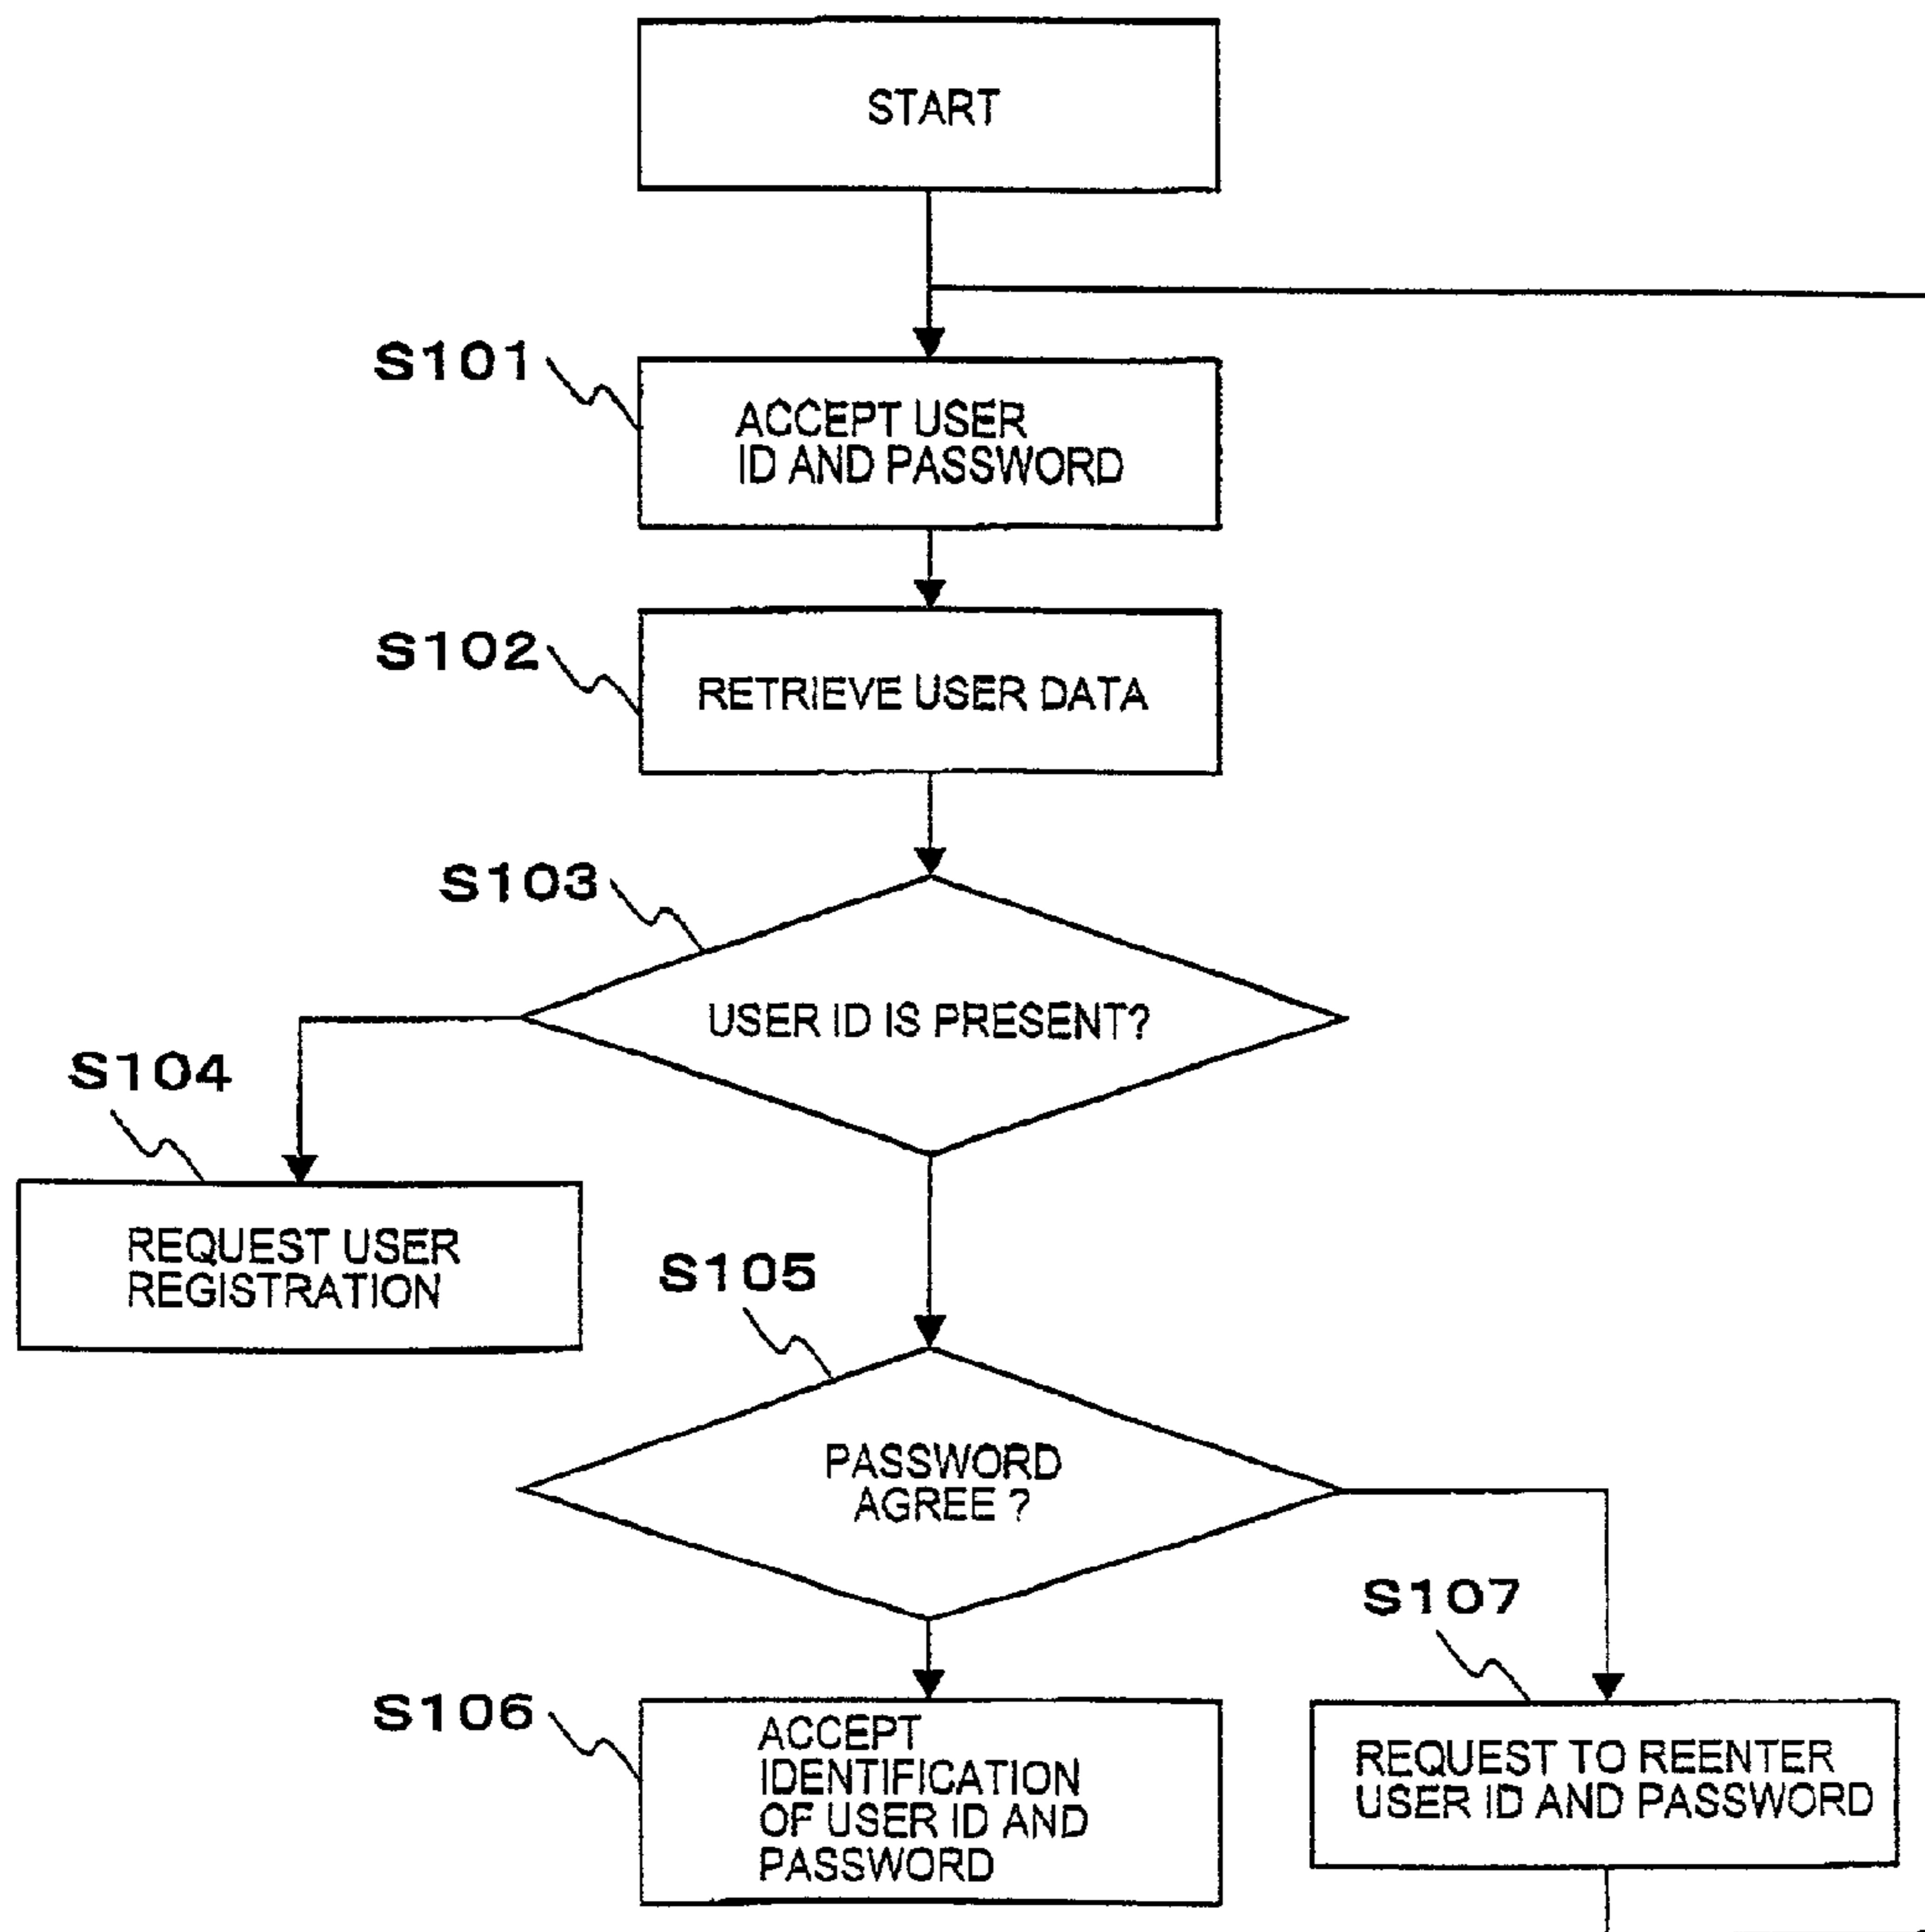 START
S101
ACCEPT USER
ID AND PASSWORD
S102
RETRIEVE USER DATA
S103
USER ID IS PRESENT?
S104
REQUEST USER
REGISTRATION
S105
PASSWORD
AGREE ?
S106
ACCEPT
IDENTIFICATION
OF USER ID AND
PASSWORD
S107
REQUEST TO REENTER
USER ID AND PASSWORD